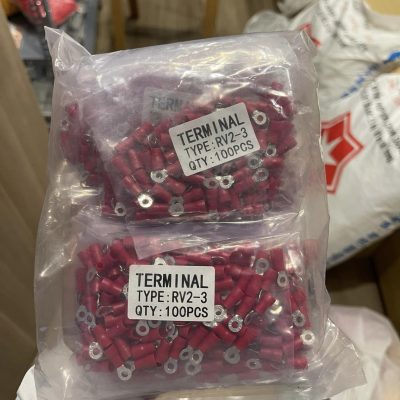 TERMINAL
TYPE:RV2-3
QTY:100PCS
TERMINAL
TYPE:RV2-3
QTY:100PCS